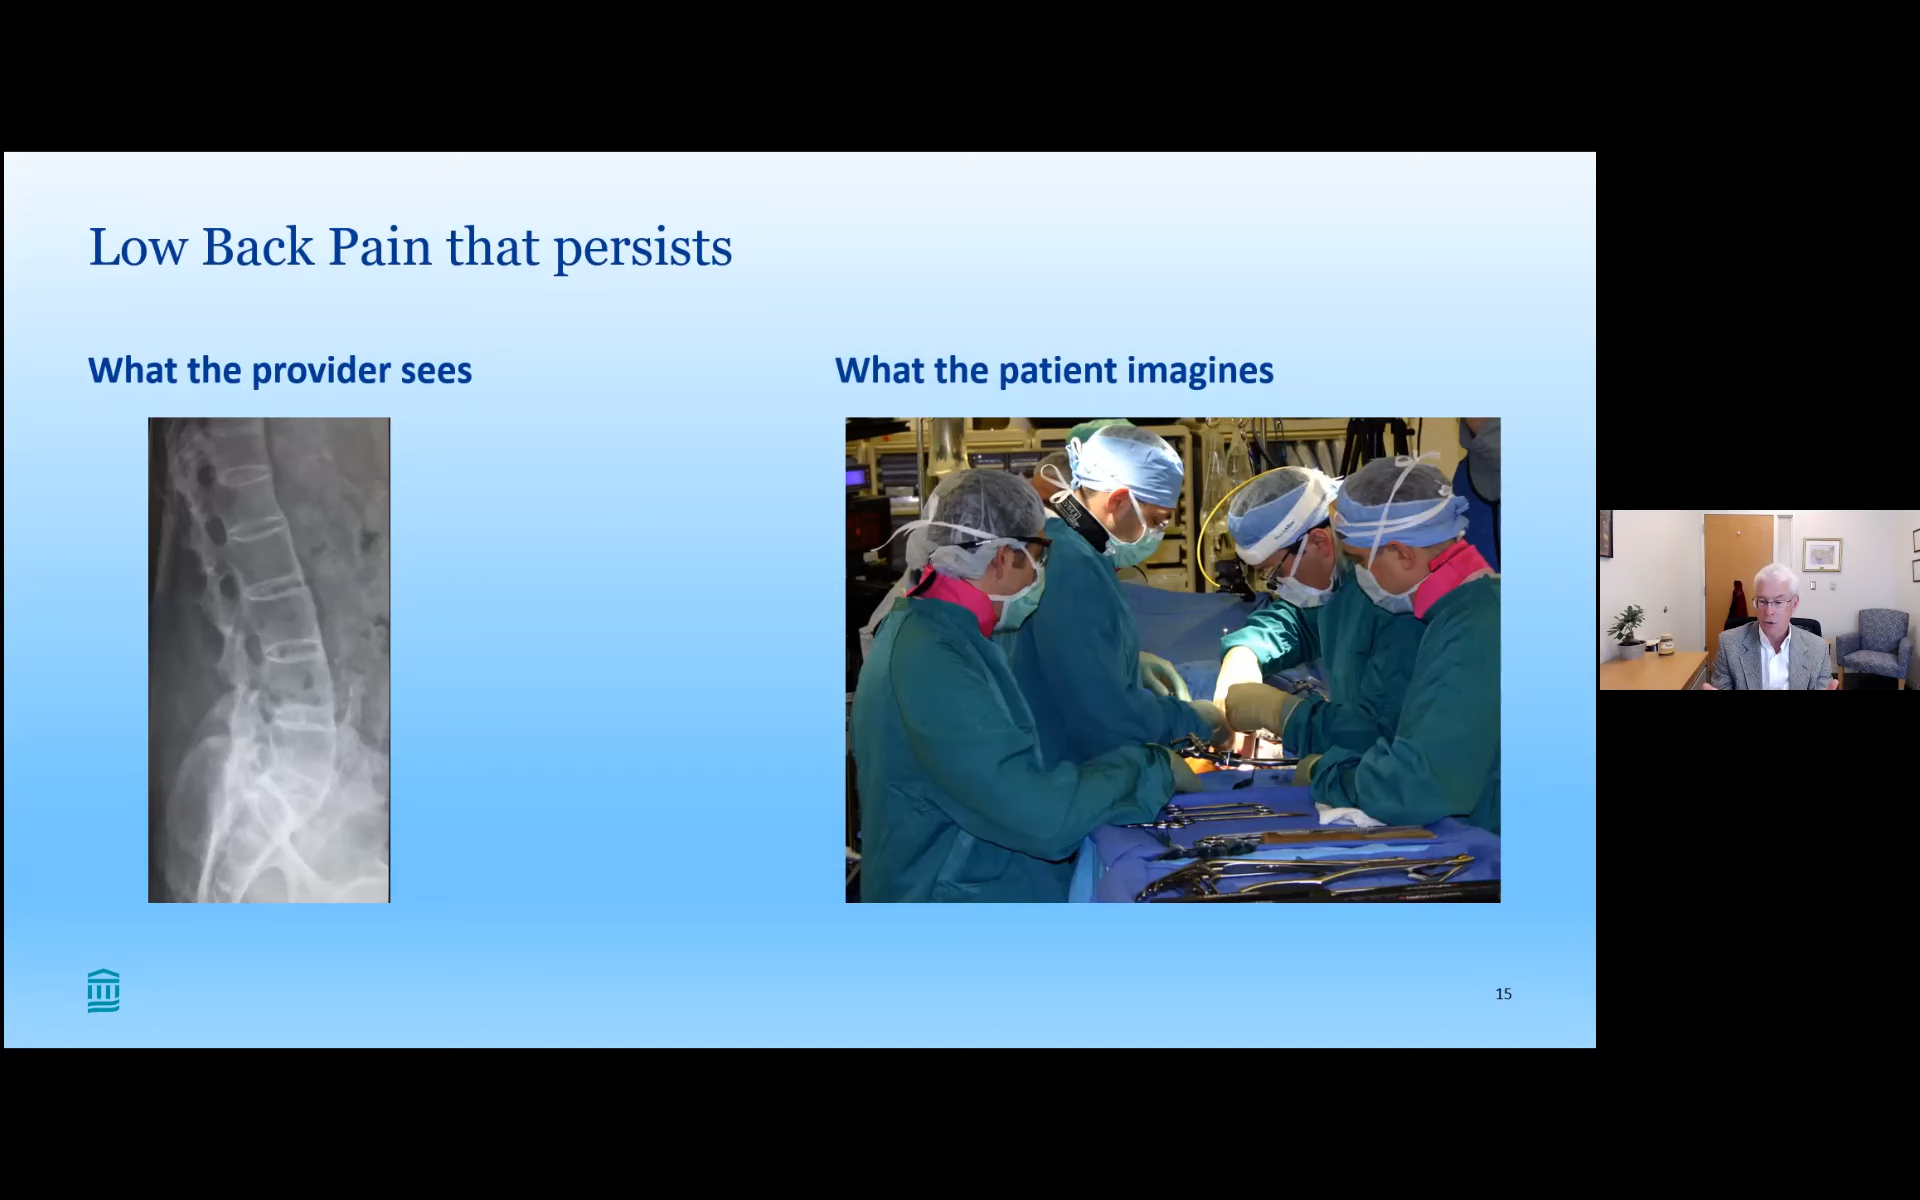 Low Back Pain that persists
What the provider sees
What the patient imagines
15